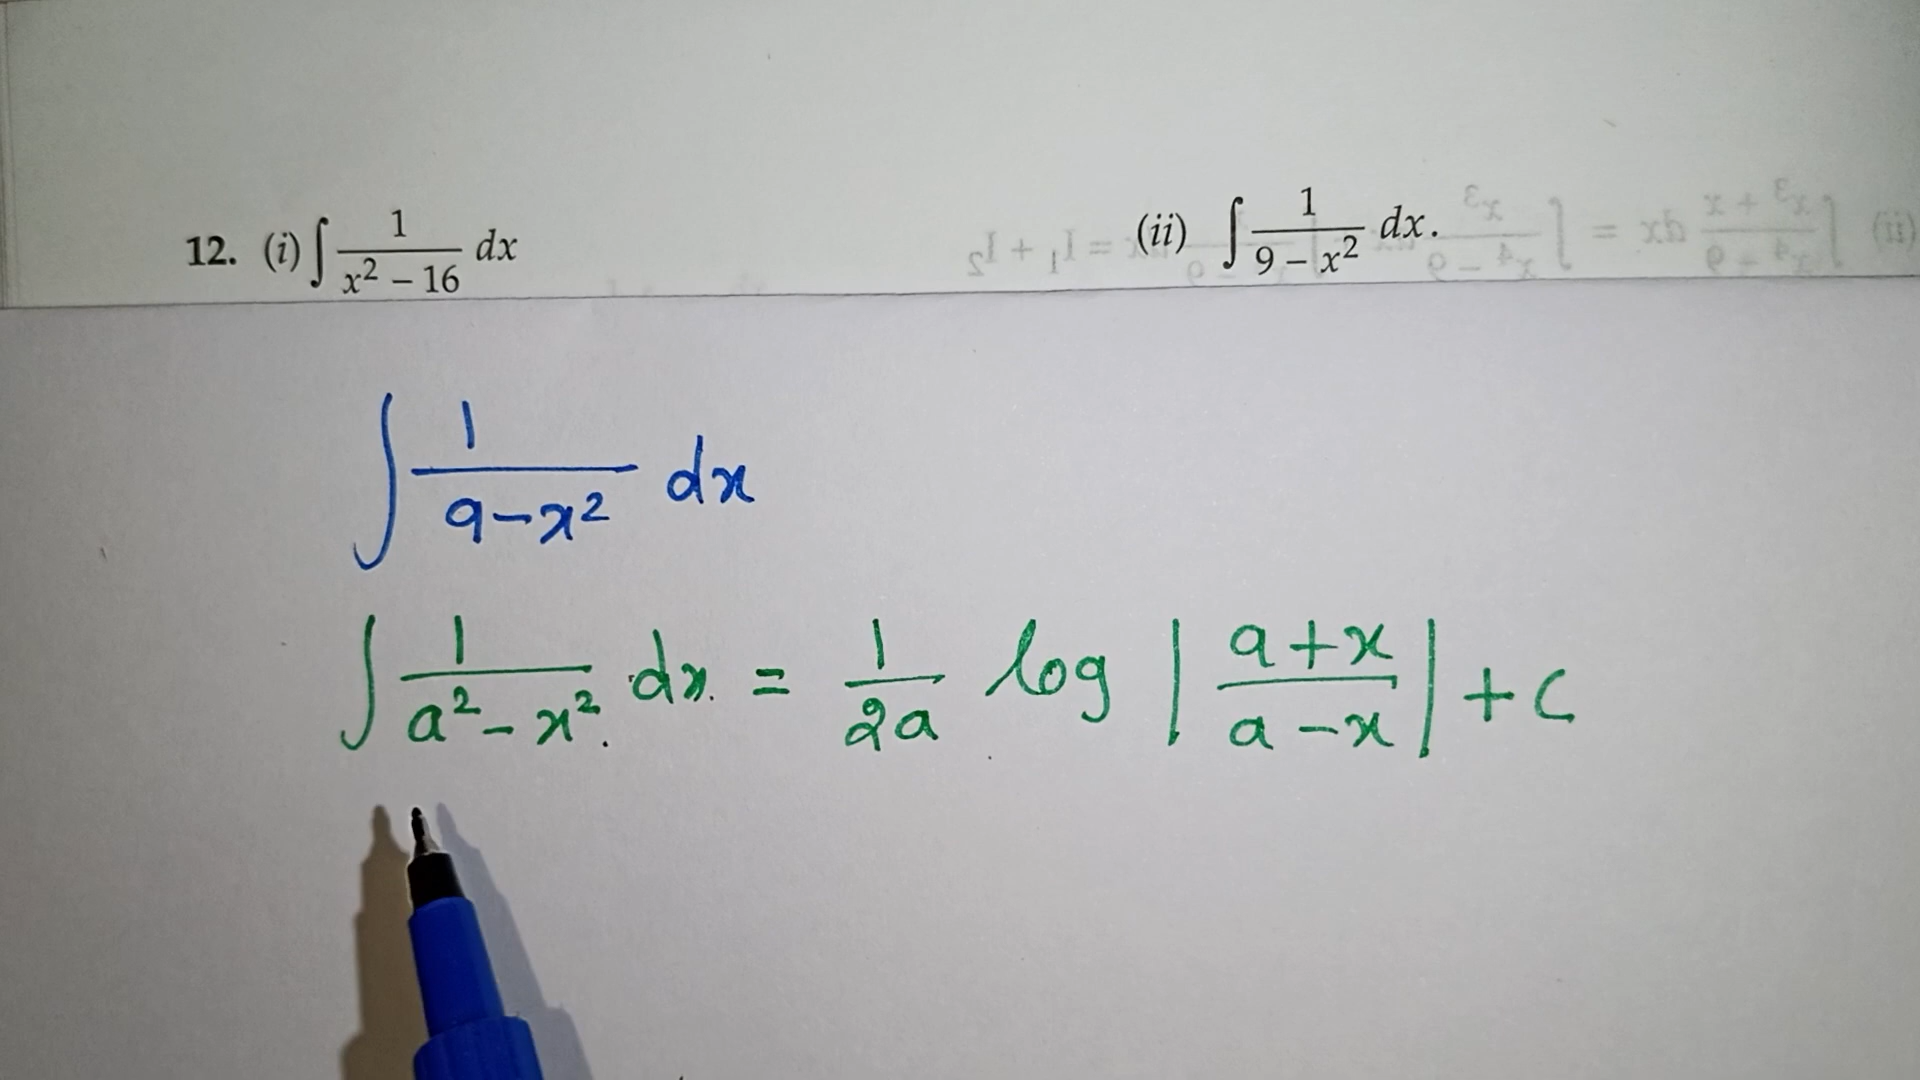 12. (i) ∫ 1/(x² − 16) dx (ii) ∫ 1/(9 − x²) dx.
∫ 1/(9−x²) dx
∫ 1/(a²−x²) dx = 1/(2a) log |(a+x)/(a−x)| + c